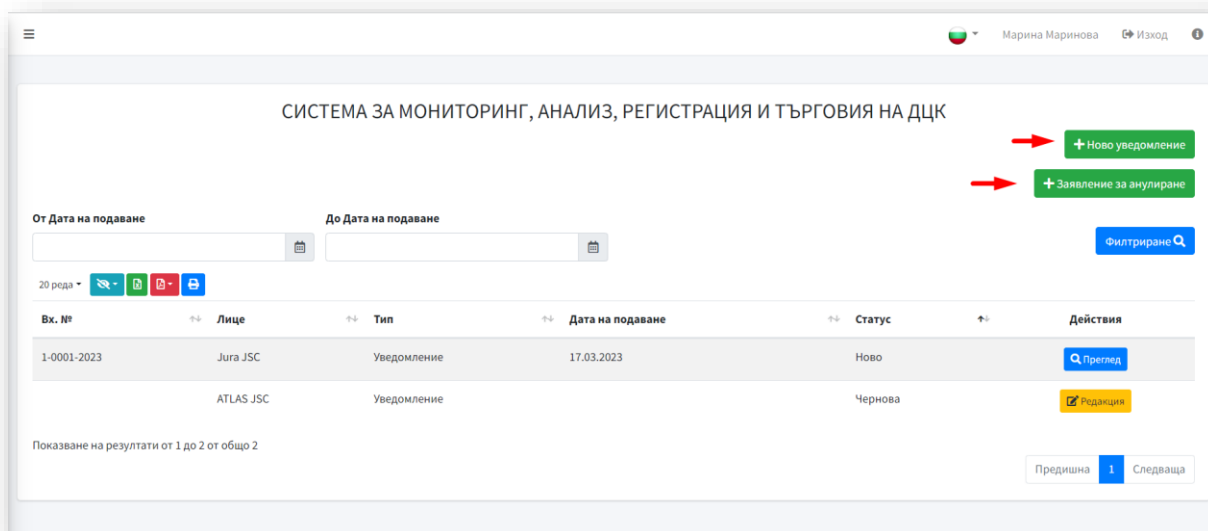 Марина Маринова Изход
СИСТЕМА ЗА МОНИТОРИНГ, АНАЛИЗ, РЕГИСТРАЦИЯ И ТЪРГОВИЯ НА ДЦК
+ Ново уведомление
+ Заявление за анулиране
От Дата на подаване До Дата на подаване
Филтриране
20 реда
Вх. № Лице Тип Дата на подаване Статус Действия
1-0001-2023 Jura JSC Уведомление 17.03.2023 Ново Преглед
ATLAS JSC Уведомление Чернова Редакция
Показване на резултати от 1 до 2 от общо 2
Предишна 1 Следваща